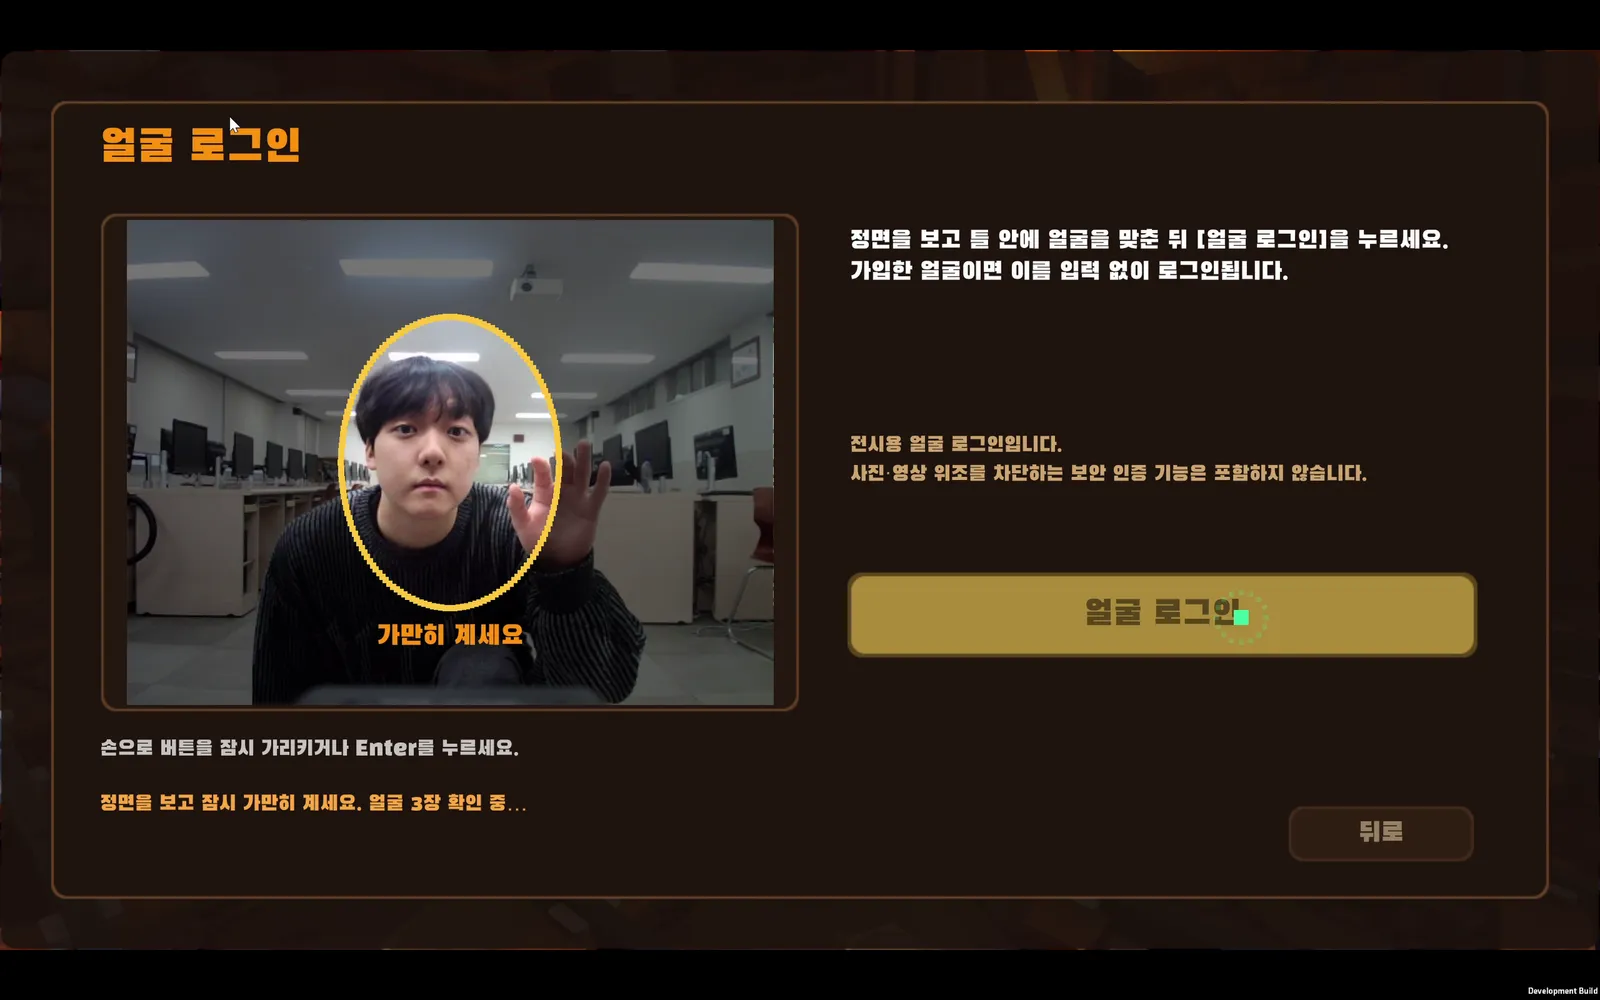 얼굴 로그인
정면을 보고 틀 안에 얼굴을 맞춘 뒤 [얼굴 로그인]을 누르세요.
가입한 얼굴이면 이름 입력 없이 로그인됩니다.
전시용 얼굴 로그인입니다.
사진·영상 위조를 차단하는 보안 인증 기능은 포함하지 않습니다.
가만히 계세요
얼굴 로그인
손으로 버튼을 잠시 가리키거나 Enter를 누르세요.
정면을 보고 잠시 가만히 계세요. 얼굴 3장 확인 중...
뒤로
Development Build